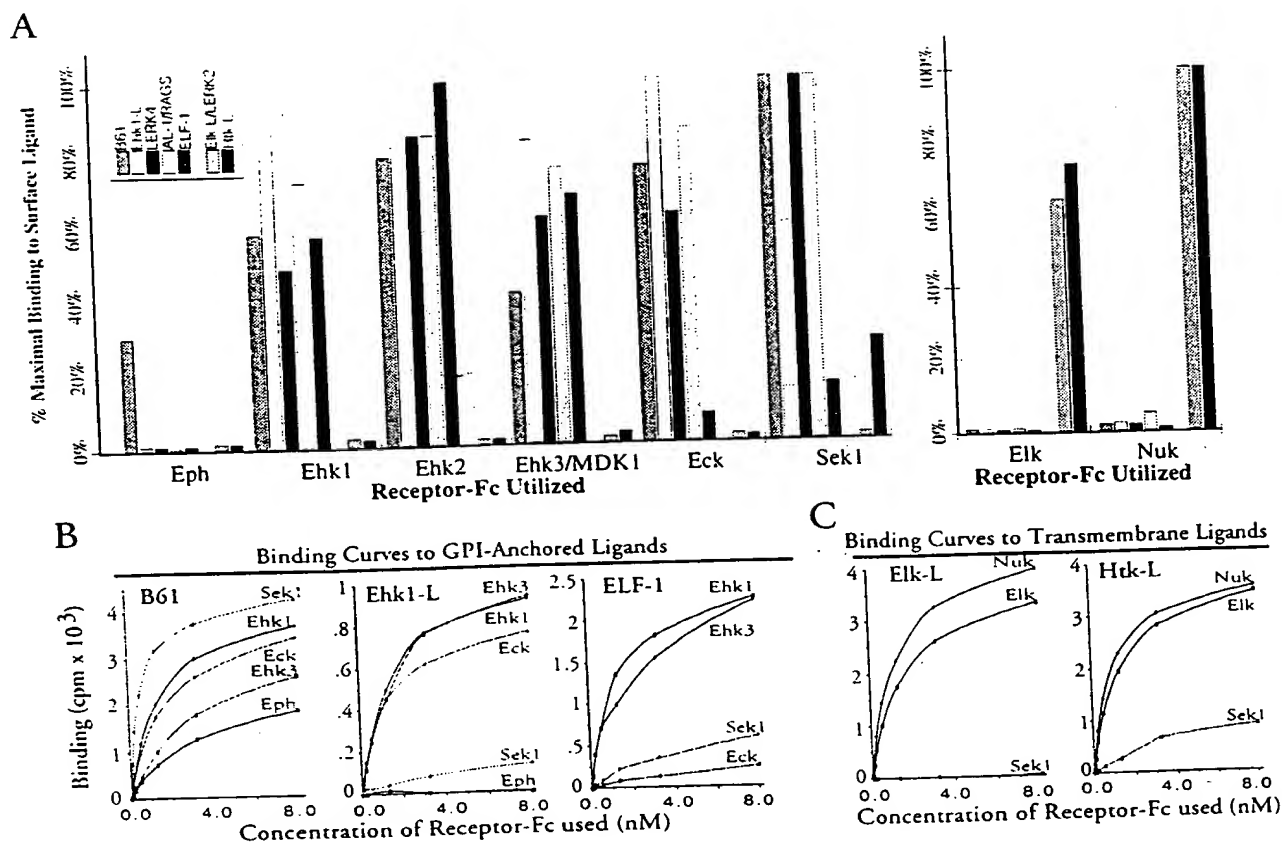 A
% Maximal Binding to Surface Ligand
100%
80%
60%
40%
20%
0%
B61
Ehk1-L
LERK4
AL-1/RAGS
ELF-1
Elk L/LERK2
Htk L
Eph
Ehk1
Ehk2
Ehk3/MDK1
Eck
Sek1
Receptor-Fc Utilized
100%
80%
60%
40%
20%
0%
Elk
Nuk
Receptor-Fc Utilized
B
Binding Curves to GPI-Anchored Ligands
Binding (cpm x 10³)
B61
4
3
2
1
0
Sek1
Ehk1
Eck
Ehk3
Eph
0.0 4.0 8.0
Ehk1-L
1
.8
.6
.4
.2
0
Ehk3
Ehk1
Eck
Sek1
Eph
0.0 4.0 8.0
ELF-1
2.5
2
1.5
1
.5
0
Ehk1
Ehk3
Sek1
Eck
0.0 4.0 8.0
Concentration of Receptor-Fc used (nM)
C
Binding Curves to Transmembrane Ligands
Elk-L
4
3
2
1
0
Nuk
Elk
Sek1
0.0 4.0 8.0
Htk-L
4
3
2
1
0
Nuk
Elk
Sek1
0.0 4.0 8.0
Concentration of Receptor-Fc used (nM)